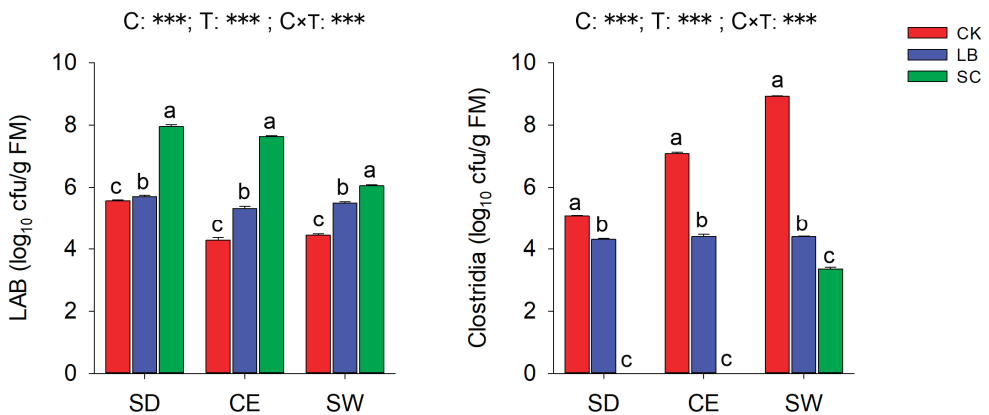 C: ***; T: *** ; C×T: ***
LAB (log10 cfu/g FM)
10
8
6
4
2
0
c b a
c b a
c b a
SD CE SW
C: ***; T: *** ; C×T: ***
Clostridia (log10 cfu/g FM)
10
8
6
4
2
0
a b c
a b c
a b c
SD CE SW
CK
LB
SC